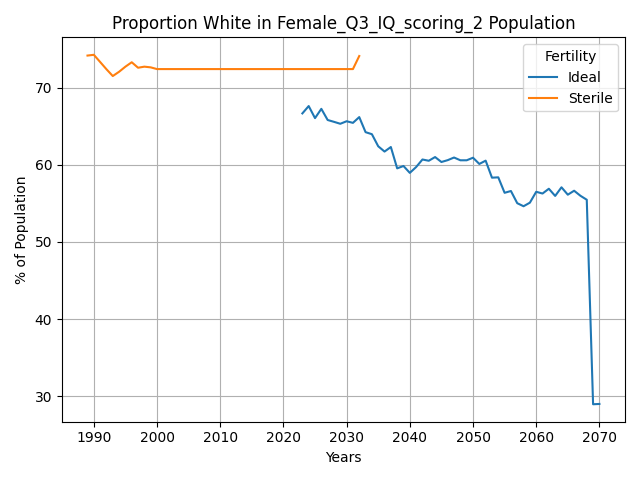 Proportion White in Female_Q3_IQ_scoring_2 Population
% of Population
70
60
50
40
30
Fertility
Ideal
Sterile
1990 2000 2010 2020 2030 2040 2050 2060 2070
Years